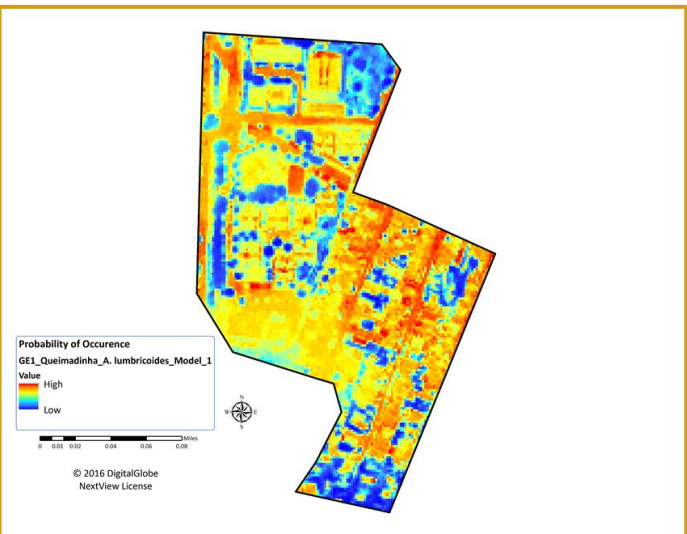 Probability of Occurence
GE1_Queimadinha_A. lumbricoides_Model_1
Value
High
Low
N
W E
S
Miles
0 0.01 0.02 0.04 0.06 0.08
© 2016 DigitalGlobe
NextView License